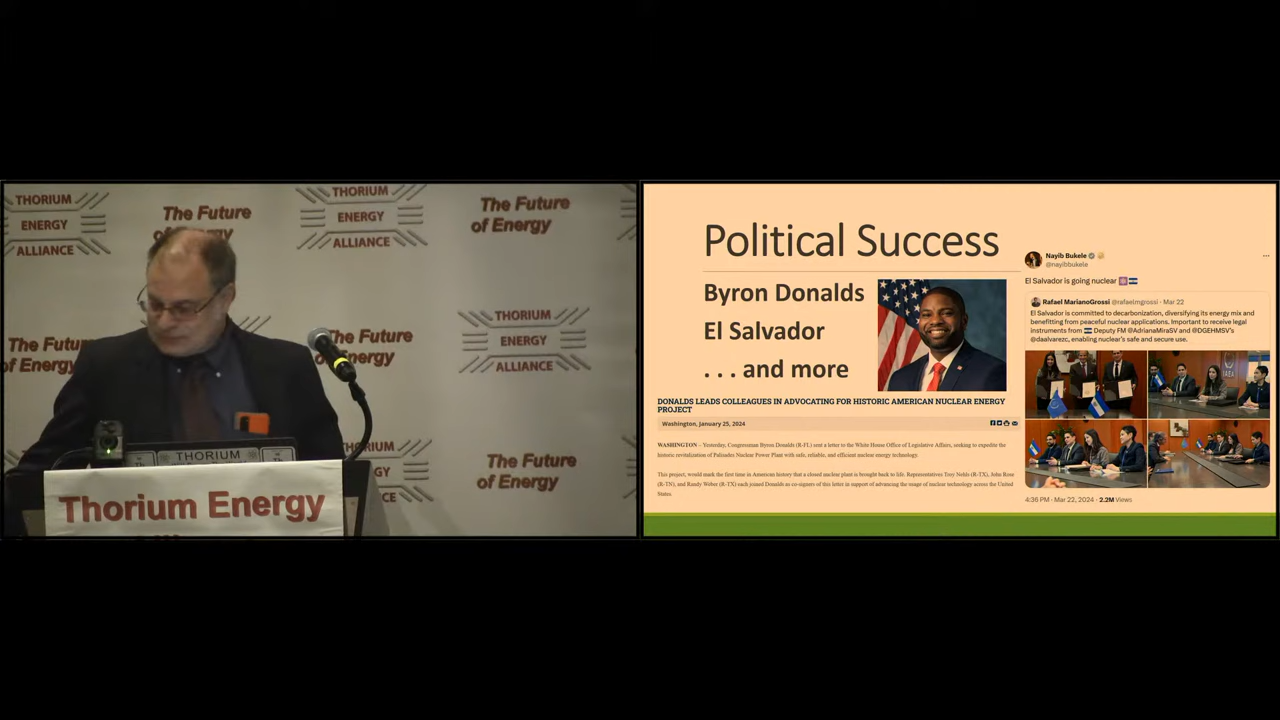 THORIUM
ENERGY
ALLIANCE
The Future
of Energy
THORIUM
ENERGY
ALLIANCE
The Future
of Energy
The Futur
of Energy
e Future
Energy
THORIUM
ENERGY
ALLIANCE
The Future
of Energy
THORIUM
Thorium Energy
Political Success
Byron Donalds
El Salvador
. . . and more
DONALDS LEADS COLLEAGUES IN ADVOCATING FOR HISTORIC AMERICAN NUCLEAR ENERGY
PROJECT
Washington, January 25, 2024
WASHINGTON – Yesterday, Congressman Byron Donalds (R-FL) sent a letter to the White House Office of Legislative Affairs, seeking to expedite the
historic revitalization of Palisades Nuclear Power Plant with safe, reliable, and efficient nuclear energy technology.
This project, would mark the first time in American history that a closed nuclear plant is brought back to life. Representatives Troy Nehls (R-TX), John Rose
(R-TN), and Randy Weber (R-TX) each joined Donalds as co-signers of this letter in support of advancing the usage of nuclear technology across the United
States.
Nayib Bukele
@nayibbukele
El Salvador is going nuclear
Rafael MarianoGrossi @rafaelmgrossi · Mar 22
El Salvador is committed to decarbonization, diversifying its energy mix and
benefitting from peaceful nuclear applications. Important to receive legal
instruments from Deputy FM @AdrianaMiraSV and @DGEHMSV's
@daalvarezc, enabling nuclear's safe and secure use.
IAEA
4:36 PM · Mar 22, 2024 · 2.2M Views